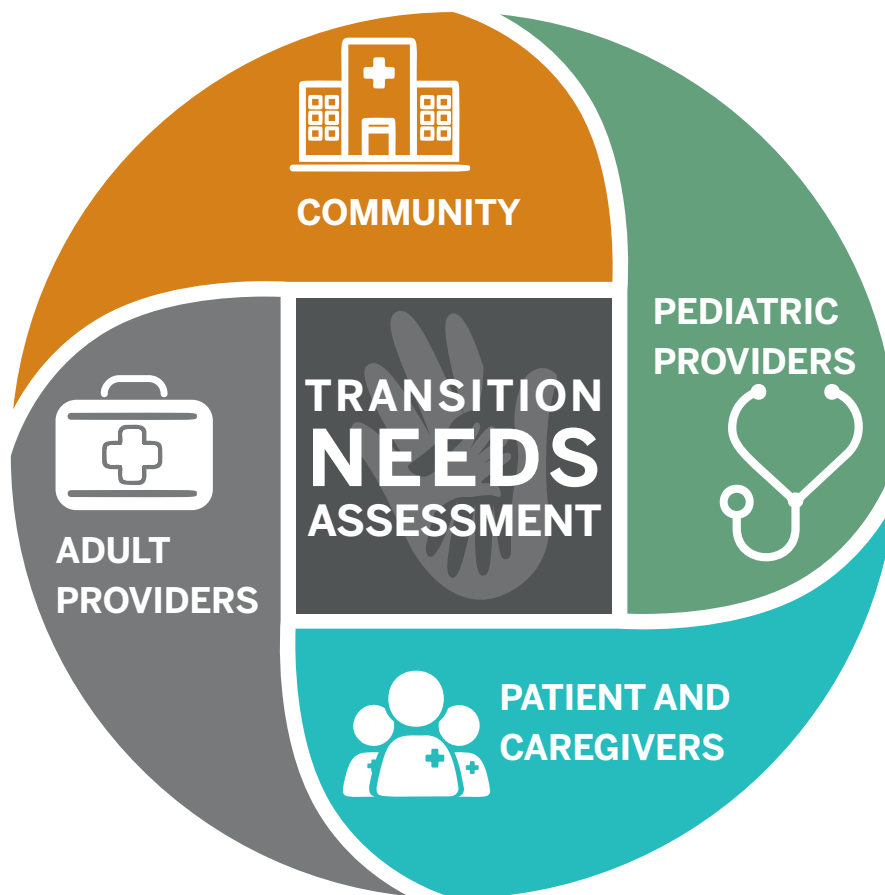 COMMUNITY
PEDIATRIC
PROVIDERS
TRANSITION
NEEDS
ASSESSMENT
ADULT
PROVIDERS
PATIENT AND
CAREGIVERS